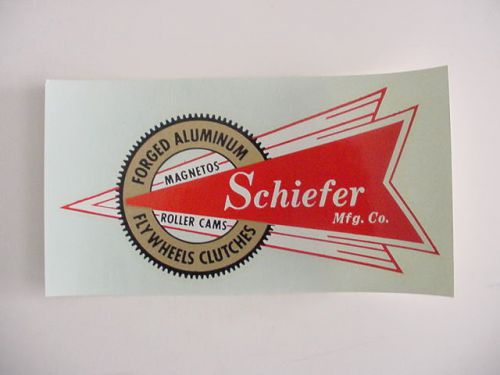 FORGED ALUMINUM
MAGNETOS
Schiefer
Mfg. Co.
ROLLER CAMS
FLYWHEELS CLUTCHES